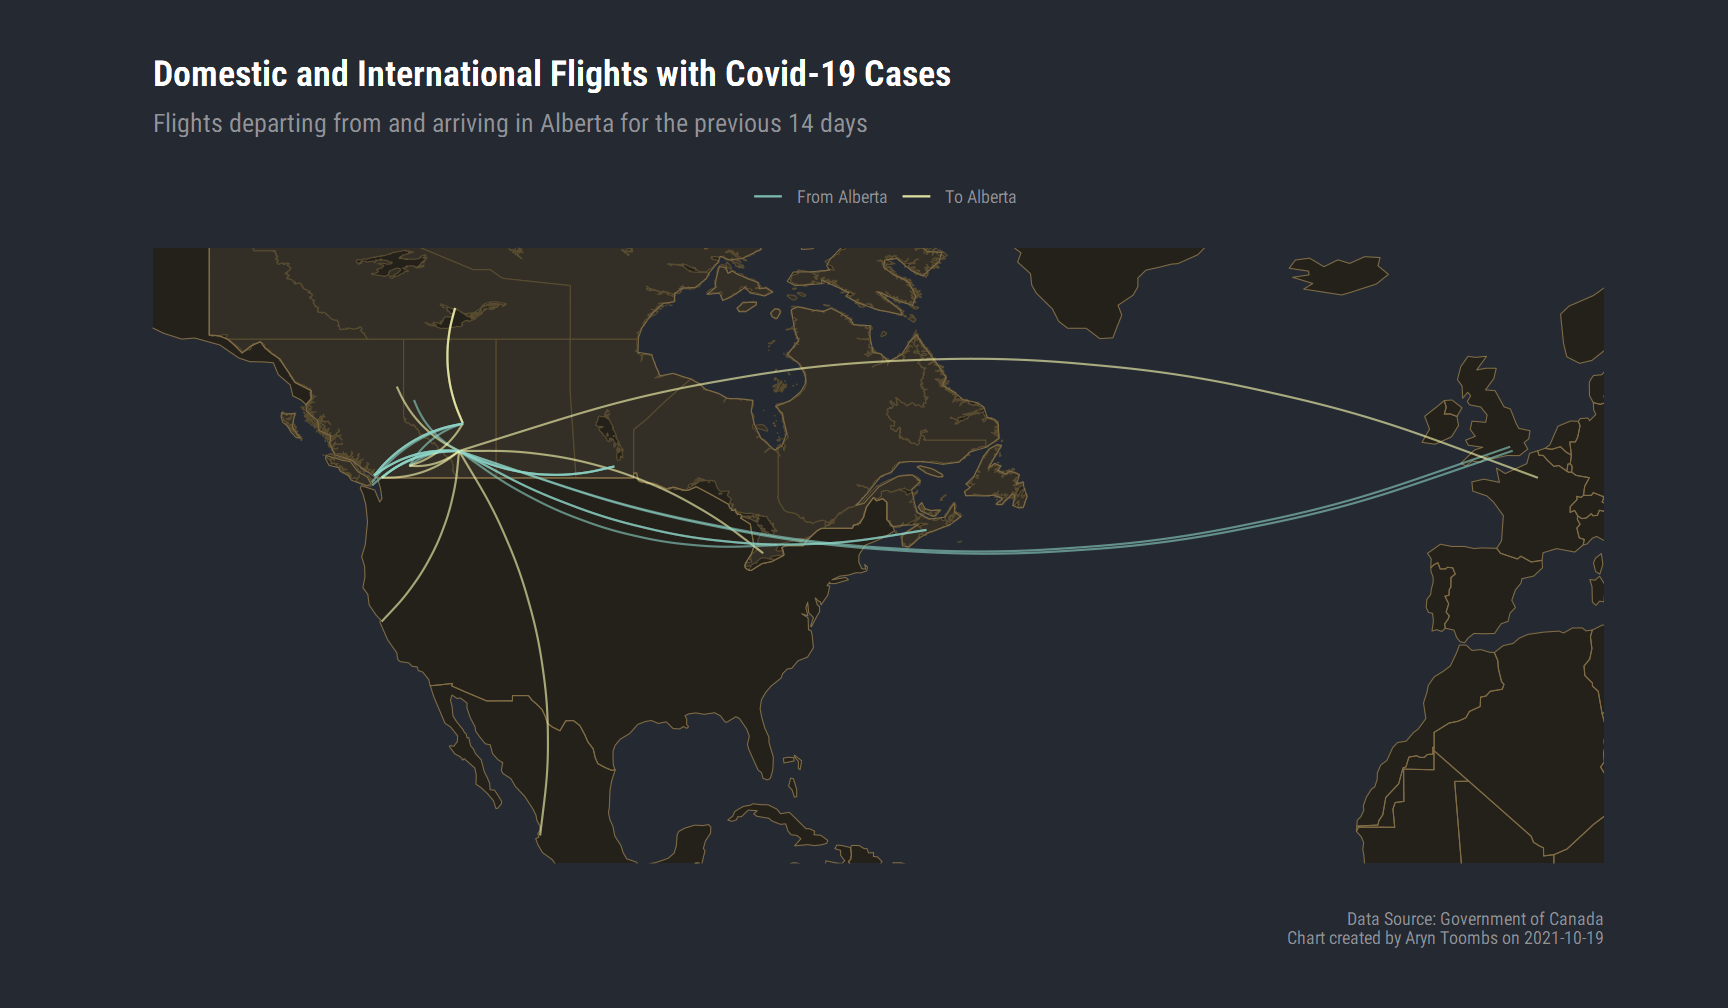 Domestic and International Flights with Covid-19 Cases
Flights departing from and arriving in Alberta for the previous 14 days
From Alberta
To Alberta
Data Source: Government of Canada
Chart created by Aryn Toombs on 2021-10-19